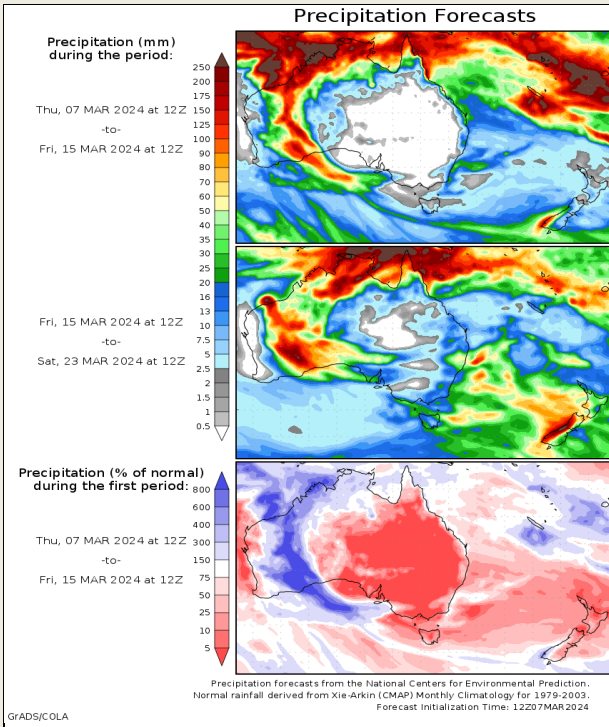 Precipitation Forecasts
Precipitation (mm)
during the period:
Thu, 07 MAR 2024 at 12Z
-to-
Fri, 15 MAR 2024 at 12Z
250
200
175
150
125
100
90
80
70
60
50
40
35
30
25
20
16
13
10
7.5
5
2.5
2
1.5
1
0.5
Fri, 15 MAR 2024 at 12Z
-to-
Sat, 23 MAR 2024 at 12Z
Precipitation (% of normal)
during the first period:
Thu, 07 MAR 2024 at 12Z
-to-
Fri, 15 MAR 2024 at 12Z
800
600
400
300
150
75
50
25
10
5
Precipitation forecasts from the National Centers for Environmental Prediction.
Normal rainfall derived from Xie-Arkin (CMAP) Monthly Climatology for 1979-2003.
Forecast Initialization Time: 12Z07MAR2024
GrADS/COLA